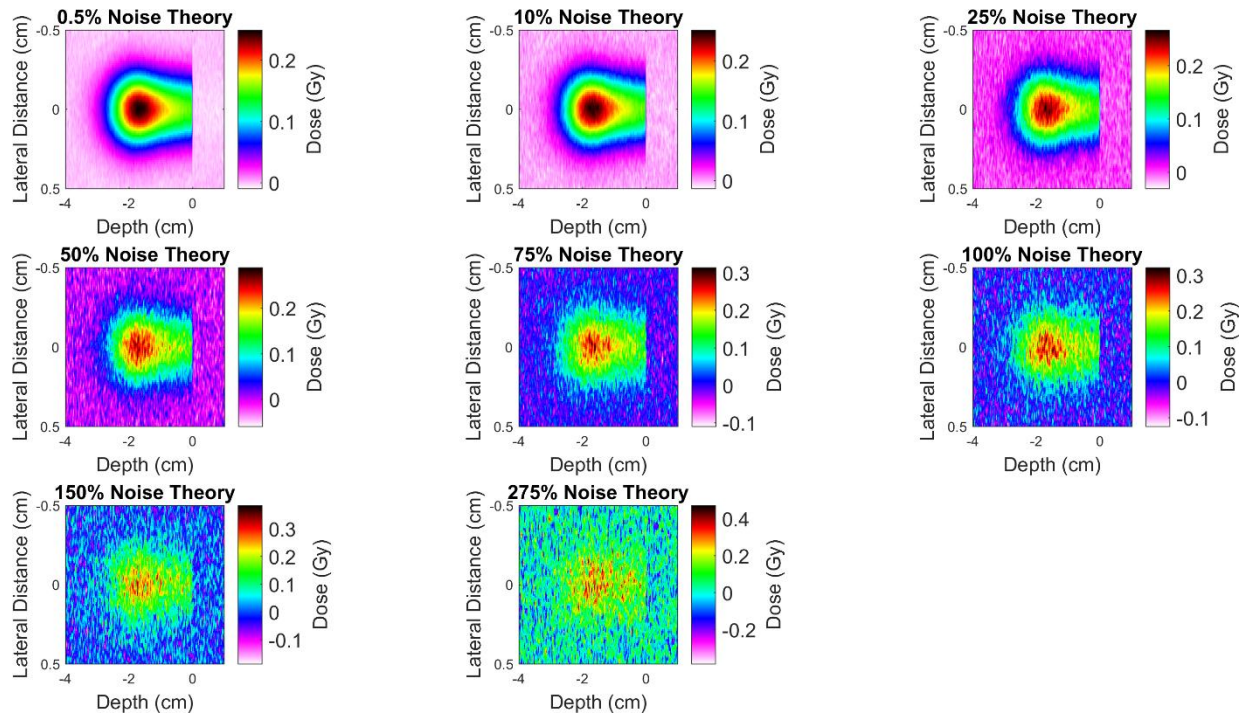 0.5% Noise Theory
-0.5
0
0.5
Lateral Distance (cm)
-4
-2
0
Depth (cm)
0.2
0.1
0
Dose (Gy)
10% Noise Theory
-0.5
0
0.5
Lateral Distance (cm)
-4
-2
0
Depth (cm)
0.2
0.1
0
Dose (Gy)
25% Noise Theory
-0.5
0
0.5
Lateral Distance (cm)
-4
-2
0
Depth (cm)
0.2
0.1
0
Dose (Gy)
50% Noise Theory
-0.5
0
0.5
Lateral Distance (cm)
-4
-2
0
Depth (cm)
0.2
0.1
0
Dose (Gy)
75% Noise Theory
-0.5
0
0.5
Lateral Distance (cm)
-4
-2
0
Depth (cm)
0.3
0.2
0.1
0
-0.1
Dose (Gy)
100% Noise Theory
-0.5
0
0.5
Lateral Distance (cm)
-4
-2
0
Depth (cm)
0.3
0.2
0.1
0
-0.1
Dose (Gy)
150% Noise Theory
-0.5
0
0.5
Lateral Distance (cm)
-4
-2
0
Depth (cm)
0.3
0.2
0.1
0
-0.1
Dose (Gy)
275% Noise Theory
-0.5
0
0.5
Lateral Distance (cm)
-4
-2
0
Depth (cm)
0.4
0.2
0
-0.2
Dose (Gy)